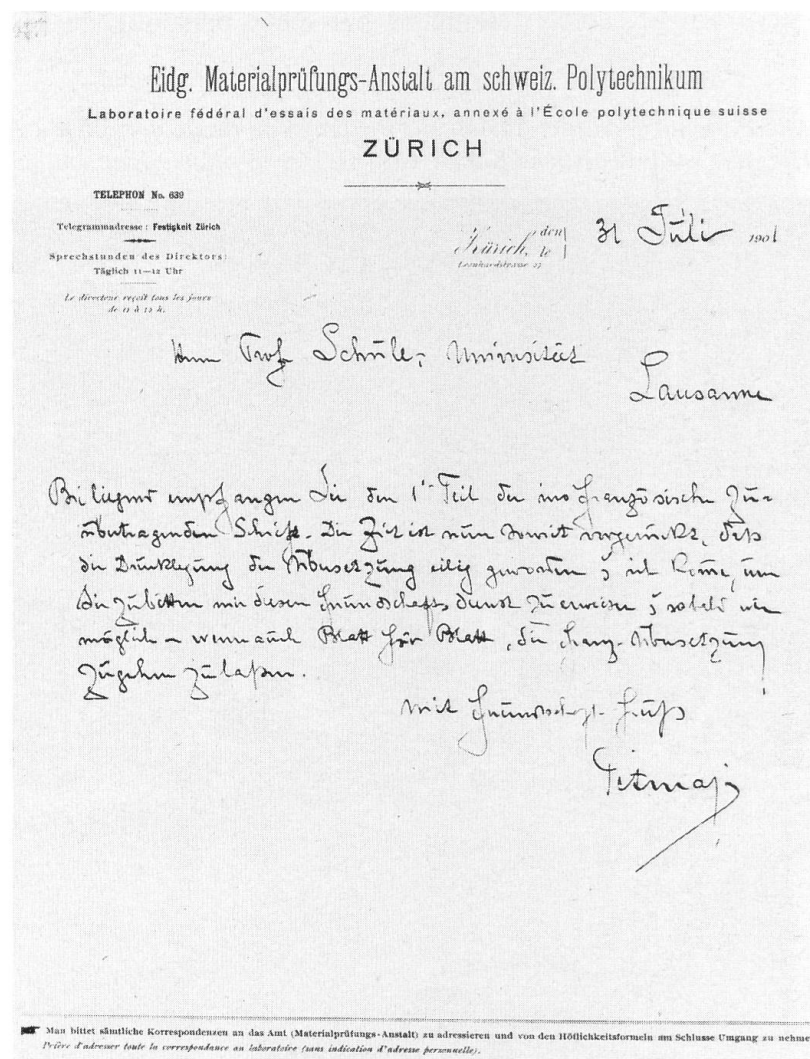 Eidg. Materialprüfungs-Anstalt am schweiz. Polytechnikum
Laboratoire fédéral d'essais des matériaux, annexé à l'École polytechnique suisse
ZÜRICH
TELEPHON No. 639
Telegrammadresse: Festigkeit Zürich
Sprechstunden des Direktors:
Täglich 11—12 Uhr
Le directeur reçoit tous les jours
de 11 à 12 h.
Zürich, den / le 31 Juli 1901
Leonhardstrasse 27
Herrn Prof. Schüle, Universität
Lausanne
Beiliegend empfangen Sie den 1 Teil der ins französische zu-
übertragenden Schrift. Die Zeit ist nun soweit vorgerückt, daß
die Drucklegung der Übersetzung eilig geworden; ich komme, um
Sie zu bitten mir diesen Freundschaftsdienst zu erweisen; sobald wie
möglich – wenn auch Blatt für Blatt, die franz. Übersetzung
zugehen zu laßen.
mit freundschaftl. Gruß
Tetmajer
Man bittet sämtliche Korrespondenzen an das Amt (Materialprüfungs-Anstalt) zu adressieren und von den Höflichkeitsformeln am Schlusse Umgang zu nehme
Prière d'adresser toute la correspondance au laboratoire (sans indication d'adresse personnelle).